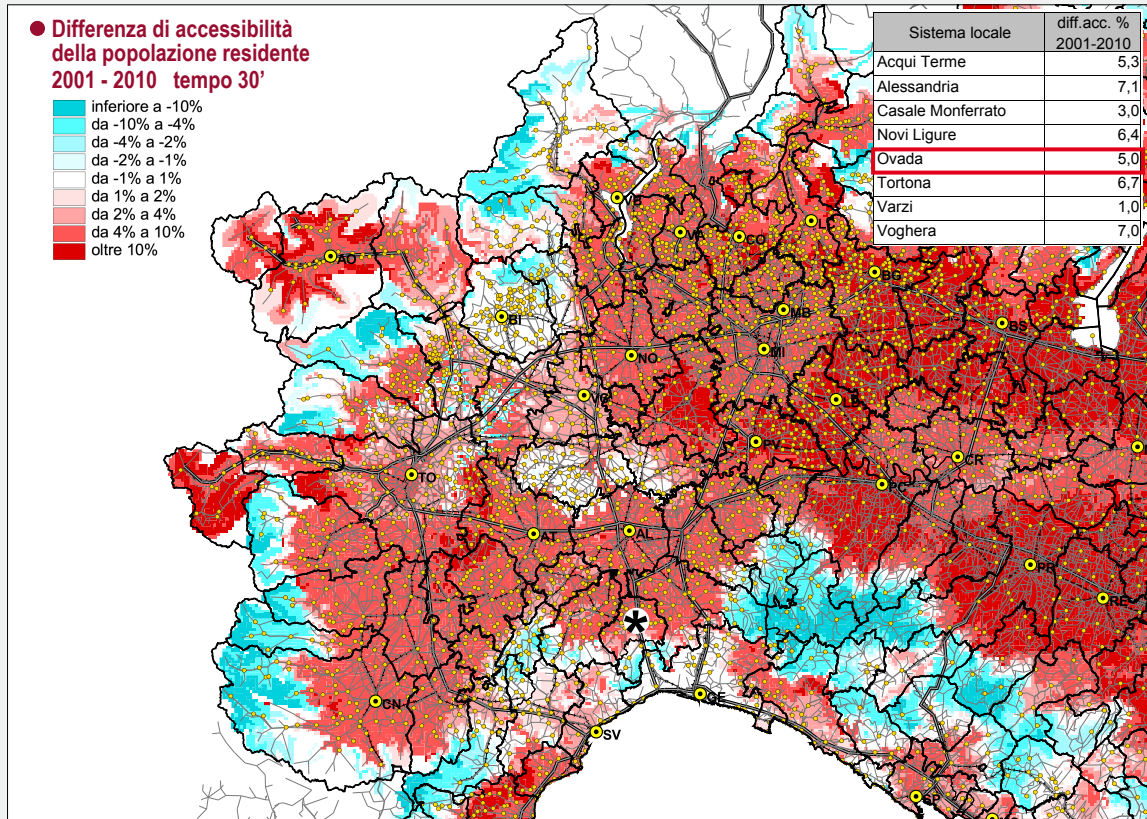 ● Differenza di accessibilità
della popolazione residente
2001 - 2010 tempo 30’
inferiore a -10%
da -10% a -4%
da -4% a -2%
da -2% a -1%
da -1% a 1%
da 1% a 2%
da 2% a 4%
da 4% a 10%
oltre 10%
Sistema locale diff.acc. % 2001-2010
Acqui Terme 5,3
Alessandria 7,1
Casale Monferrato 3,0
Novi Ligure 6,4
Ovada 5,0
Tortona 6,7
Varzi 1,0
Voghera 7,0
VB
VA
CO
AO
BG
BI
MB
BS
MI
NO
VC
LO
PV
CR
TO
PC
AT
AL
PR
RE
*
CN
GE
SV
SP